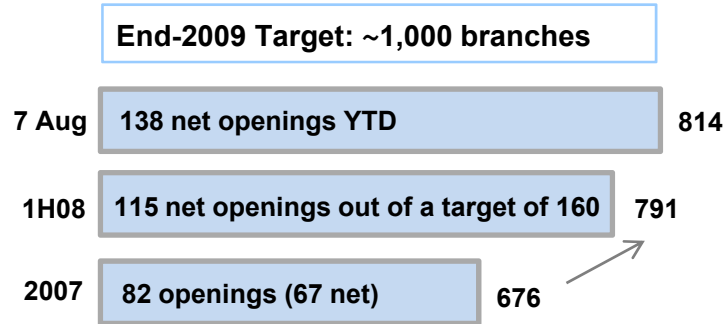 End-2009 Target: ~1,000 branches
7 Aug 138 net openings YTD 814
1H08 115 net openings out of a target of 160 791
2007 82 openings (67 net) 676